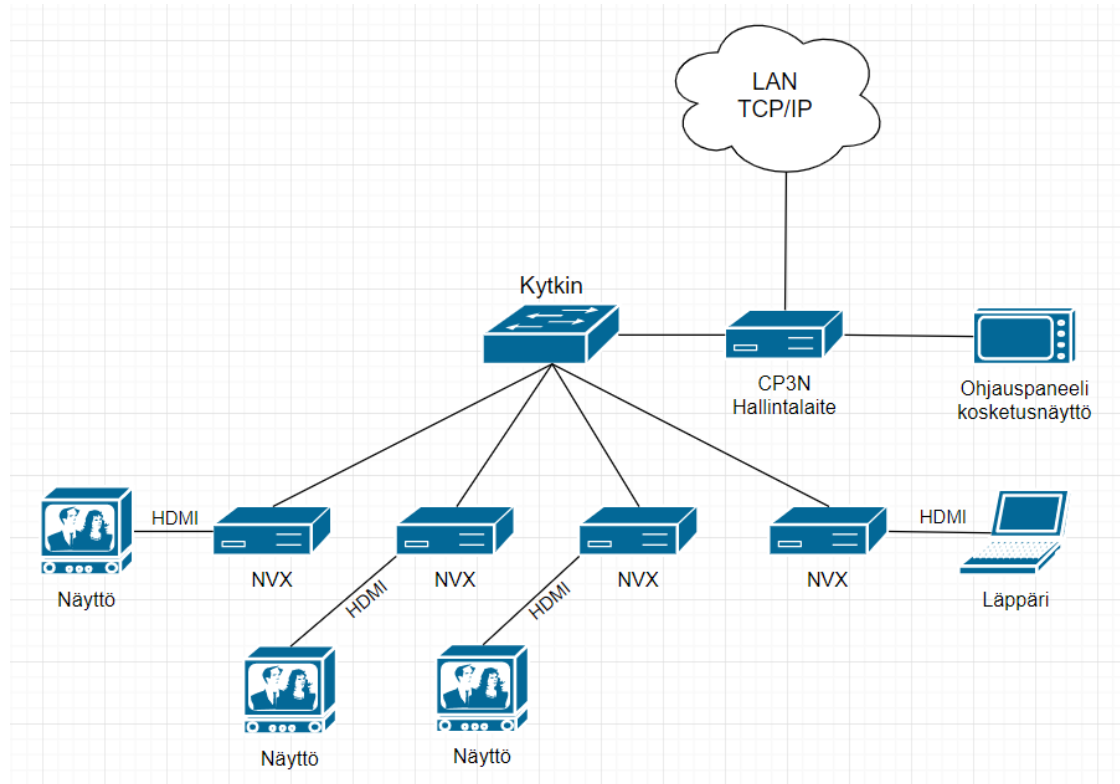 LAN
TCP/IP
Kytkin
CP3N
Hallintalaite
Ohjauspaneeli
kosketusnäyttö
HDMI
HDMI
NVX
NVX
NVX
NVX
Näyttö
HDMI
HDMI
Läppäri
Näyttö
Näyttö